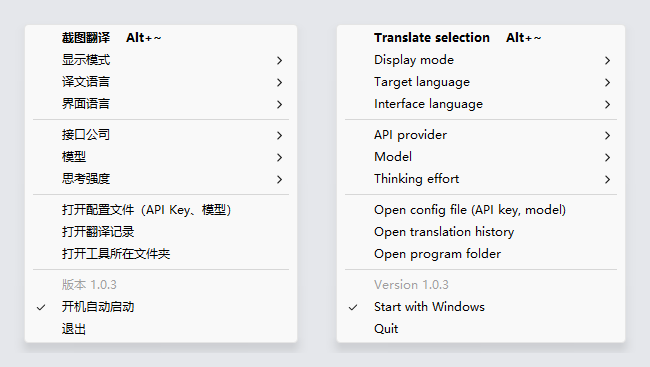 截图翻译 Alt+~
显示模式
译文语言
界面语言
接口公司
模型
思考强度
打开配置文件（API Key、模型）
打开翻译记录
打开工具所在文件夹
版本 1.0.3
开机自动启动
退出
Translate selection Alt+~
Display mode
Target language
Interface language
API provider
Model
Thinking effort
Open config file (API key, model)
Open translation history
Open program folder
Version 1.0.3
Start with Windows
Quit